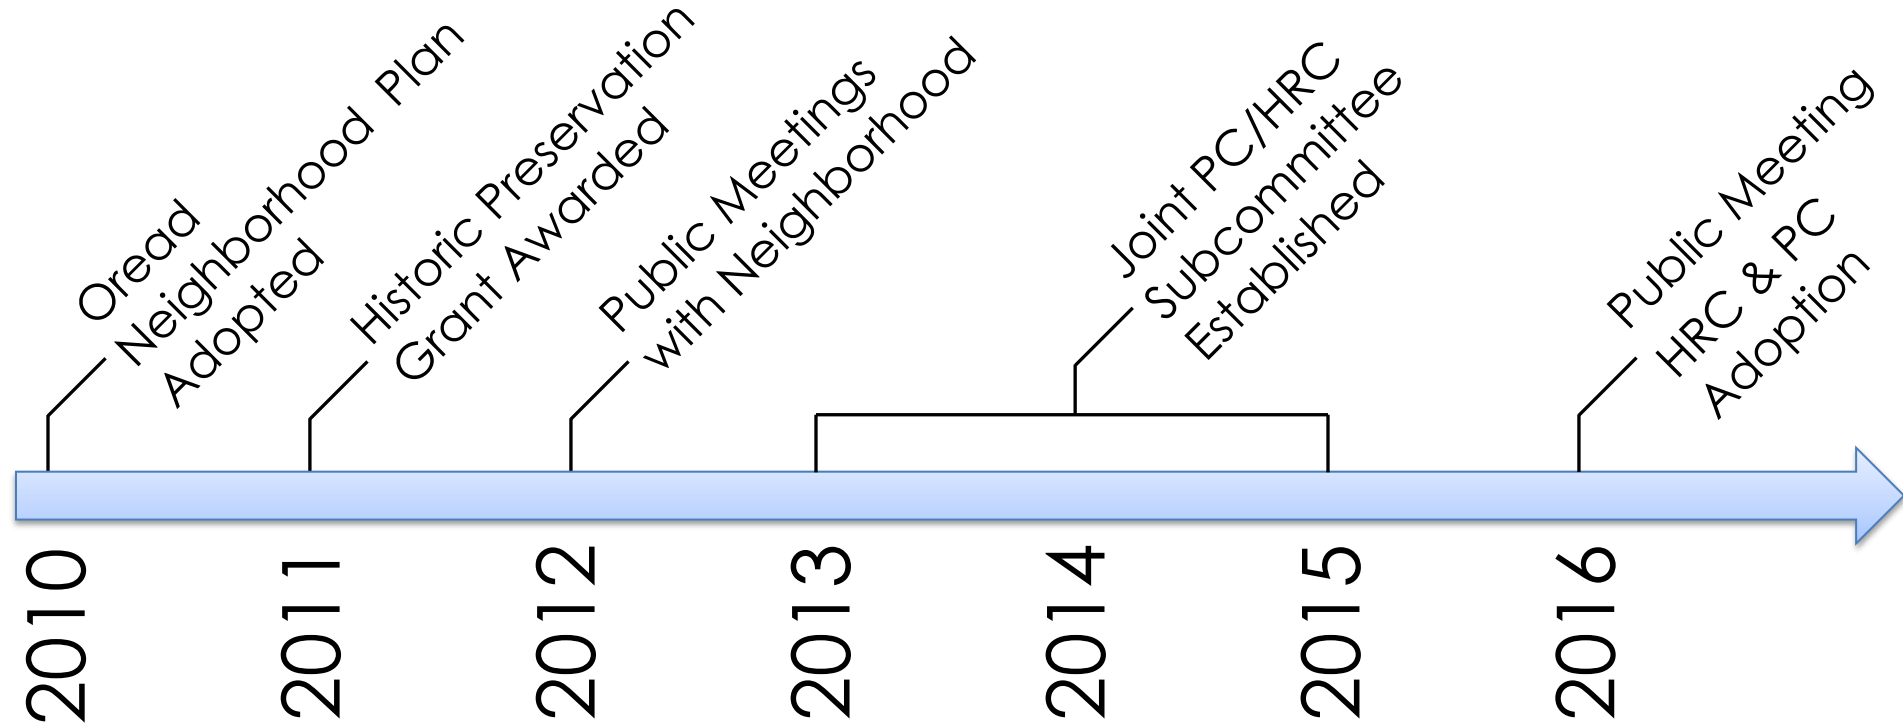 Oread
Neighborhood Plan
Adopted
Historic Preservation
Grant Awarded
Public Meetings
with Neighborhood
Joint PC/HRC
Subcommittee
Established
Public Meeting
HRC & PC
Adoption
2010
2011
2012
2013
2014
2015
2016